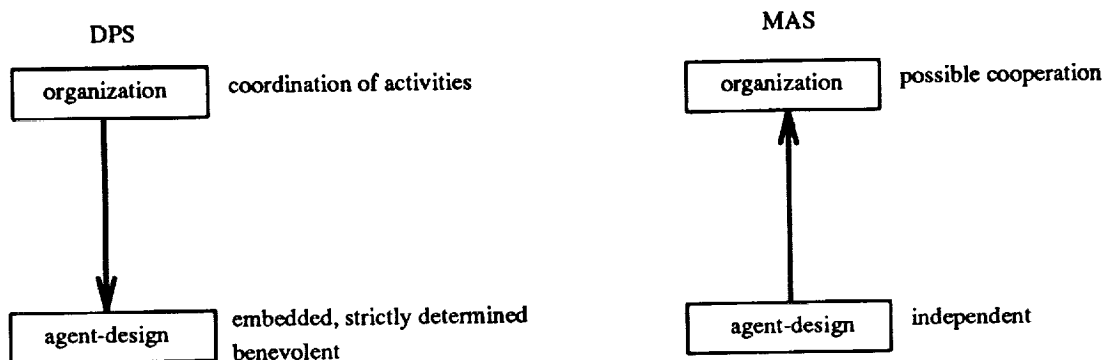 DPS
organization
coordination of activities
agent-design
embedded, strictly determined
benevolent
MAS
organization
possible cooperation
agent-design
independent